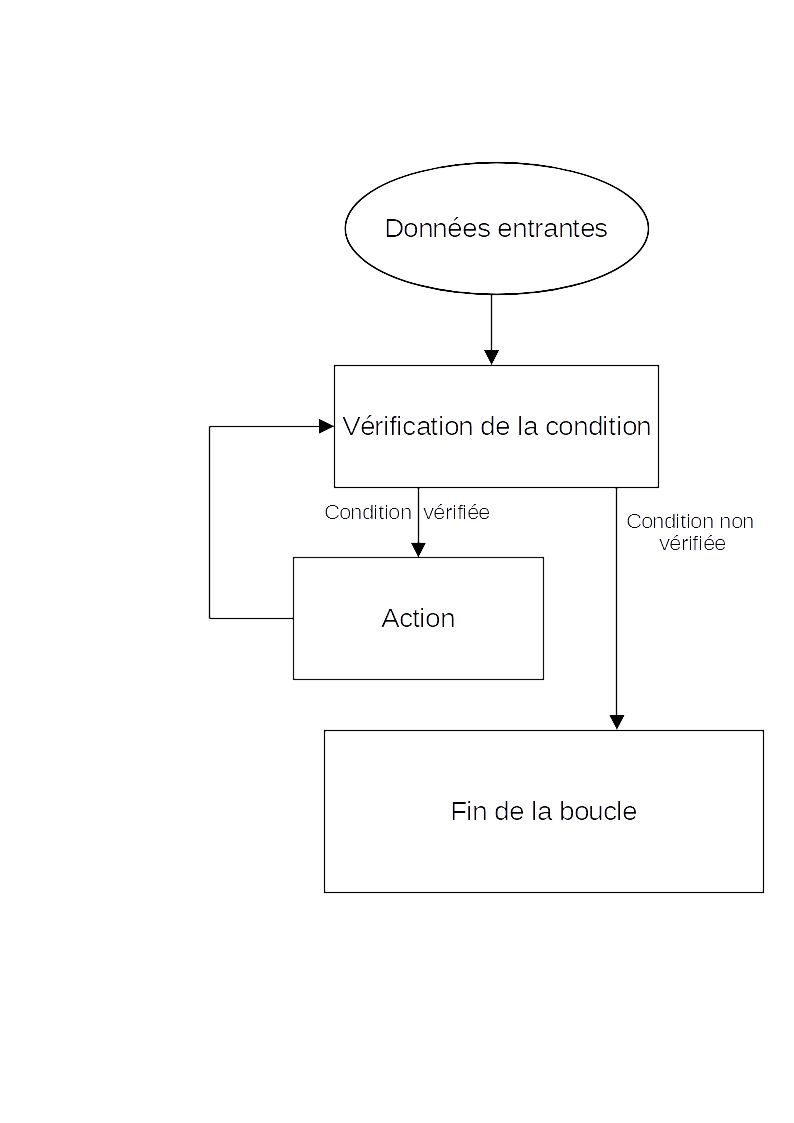 Données entrantes
Vérification de la condition
Condition vérifiée
Condition non
vérifiée
Action
Fin de la boucle